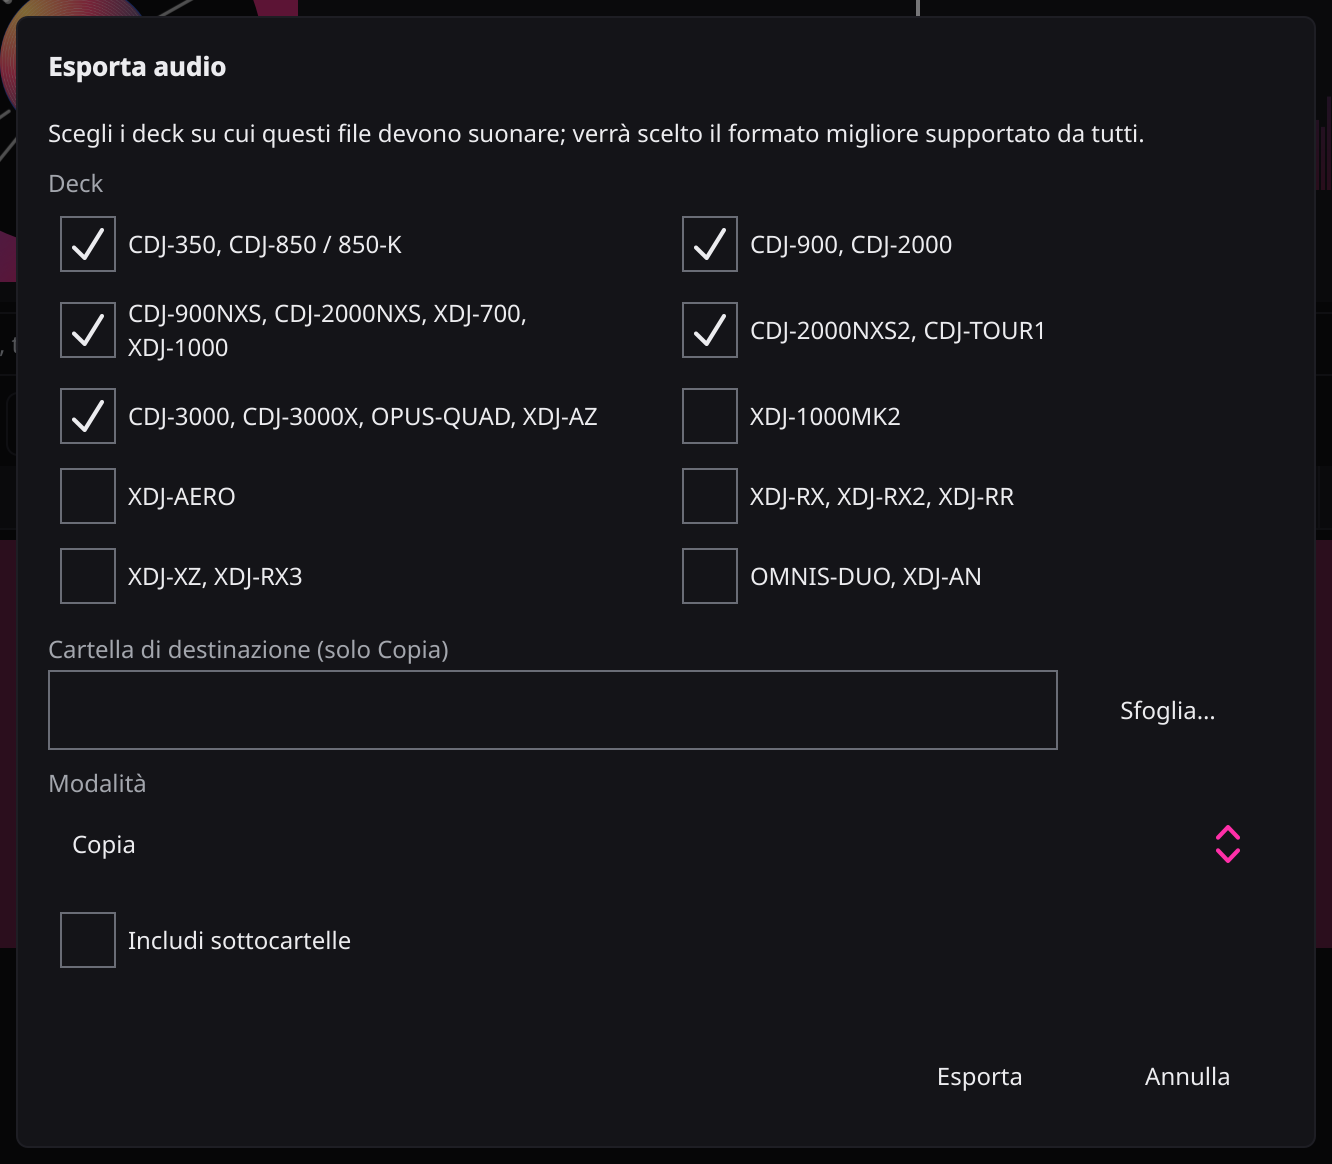 Esporta audio
Scegli i deck su cui questi file devono suonare; verrà scelto il formato migliore supportato da tutti.
Deck
CDJ-350, CDJ-850 / 850-K
CDJ-900, CDJ-2000
CDJ-900NXS, CDJ-2000NXS, XDJ-700,
XDJ-1000
CDJ-2000NXS2, CDJ-TOUR1
CDJ-3000, CDJ-3000X, OPUS-QUAD, XDJ-AZ
XDJ-1000MK2
XDJ-AERO
XDJ-RX, XDJ-RX2, XDJ-RR
XDJ-XZ, XDJ-RX3
OMNIS-DUO, XDJ-AN
Cartella di destinazione (solo Copia)
Sfoglia...
Modalità
Copia
Includi sottocartelle
Esporta
Annulla